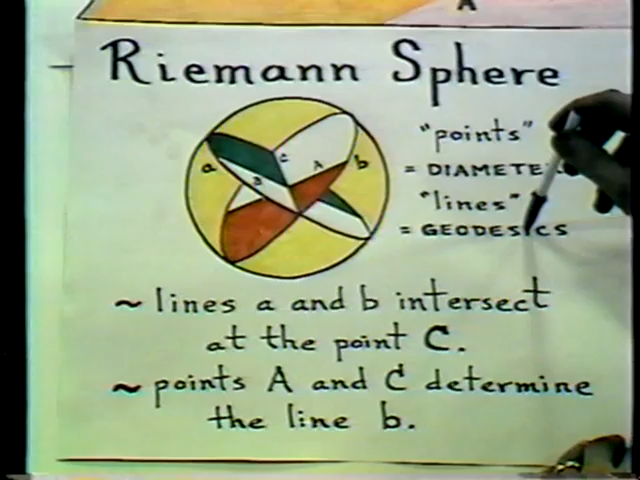 A
Riemann Sphere
"points"
= DIAMETE
"lines"
= GEODESICS
a
C
A
b
B
~ lines a and b intersect
at the point C.
~ points A and C determine
the line b.